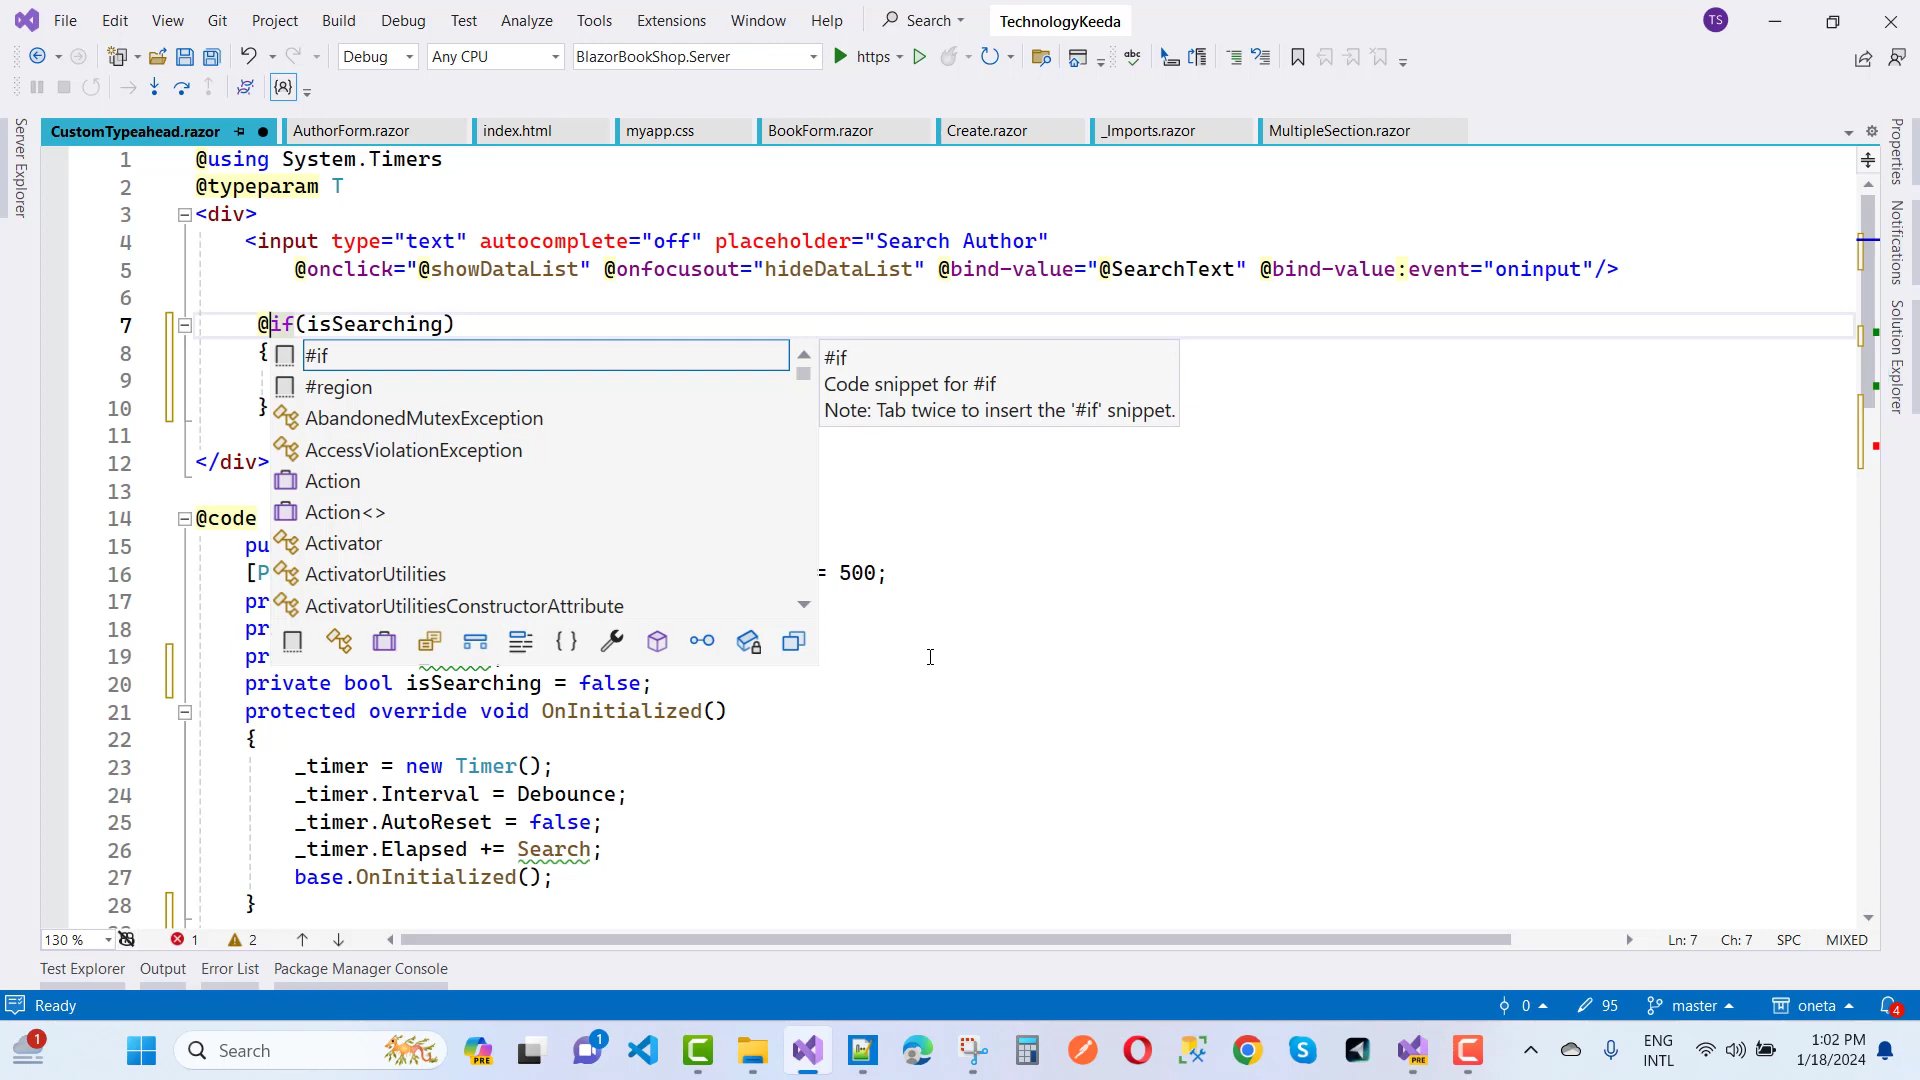 File Edit View Git Project Build Debug Test Analyze Tools Extensions Window Help Search TechnologyKeeda TS
Debug Any CPU BlazorBookShop.Server https
CustomTypeahead.razor AuthorForm.razor index.html myapp.css BookForm.razor Create.razor _Imports.razor MultipleSection.razor
Server Explorer
Properties
Notifications
Solution Explorer
1 @using System.Timers
2 @typeparam T
3 <div>
4 <input type="text" autocomplete="off" placeholder="Search Author"
5 @onclick="@showDataList" @onfocusout="hideDataList" @bind-value="@SearchText" @bind-value:event="oninput"/>
6
7 @if(isSearching)
8 {
9
10 }
11
12 </div>
13
14 @code
15 pu
16 [P = 500;
17 pr
18 pr
19 pr
20 private bool isSearching = false;
21 protected override void OnInitialized()
22 {
23 _timer = new Timer();
24 _timer.Interval = Debounce;
25 _timer.AutoReset = false;
26 _timer.Elapsed += Search;
27 base.OnInitialized();
28 }
#if
#region
AbandonedMutexException
AccessViolationException
Action
Action<>
Activator
ActivatorUtilities
ActivatorUtilitiesConstructorAttribute
#if
Code snippet for #if
Note: Tab twice to insert the '#if' snippet.
130 % 1 2 Ln: 7 Ch: 7 SPC MIXED
Test Explorer Output Error List Package Manager Console
Ready 0 95 master oneta 4
1 Search PRE 1 PRE ENG INTL 1:02 PM 1/18/2024